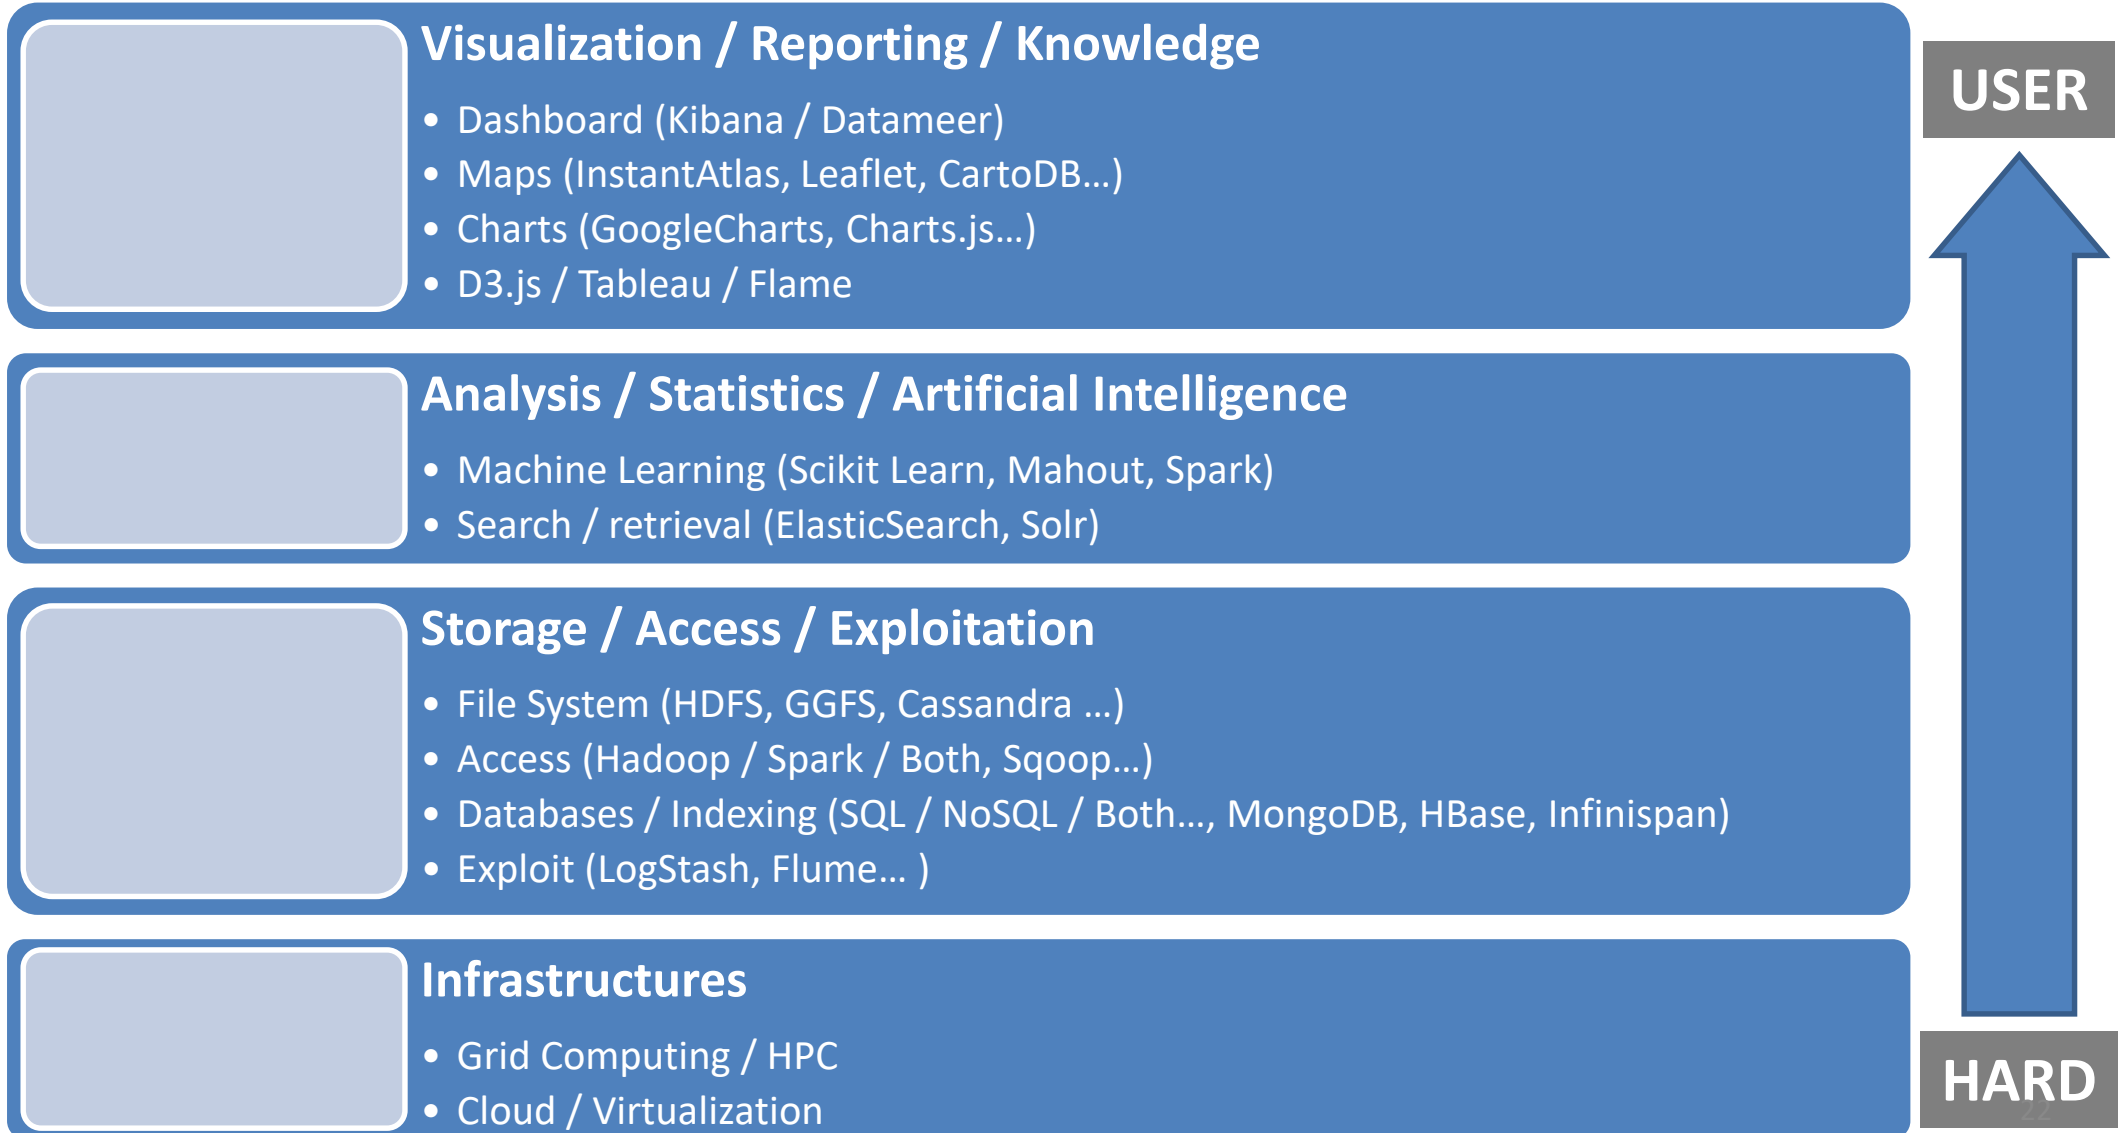 Visualization / Reporting / Knowledge
• Dashboard (Kibana / Datameer)
• Maps (InstantAtlas, Leaflet, CartoDB…)
• Charts (GoogleCharts, Charts.js…)
• D3.js / Tableau / Flame
USER
Analysis / Statistics / Artificial Intelligence
• Machine Learning (Scikit Learn, Mahout, Spark)
• Search / retrieval (ElasticSearch, Solr)
Storage / Access / Exploitation
• File System (HDFS, GGFS, Cassandra …)
• Access (Hadoop / Spark / Both, Sqoop…)
• Databases / Indexing (SQL / NoSQL / Both…, MongoDB, HBase, Infinispan)
• Exploit (LogStash, Flume… )
Infrastructures
• Grid Computing / HPC
• Cloud / Virtualization
HARD
22